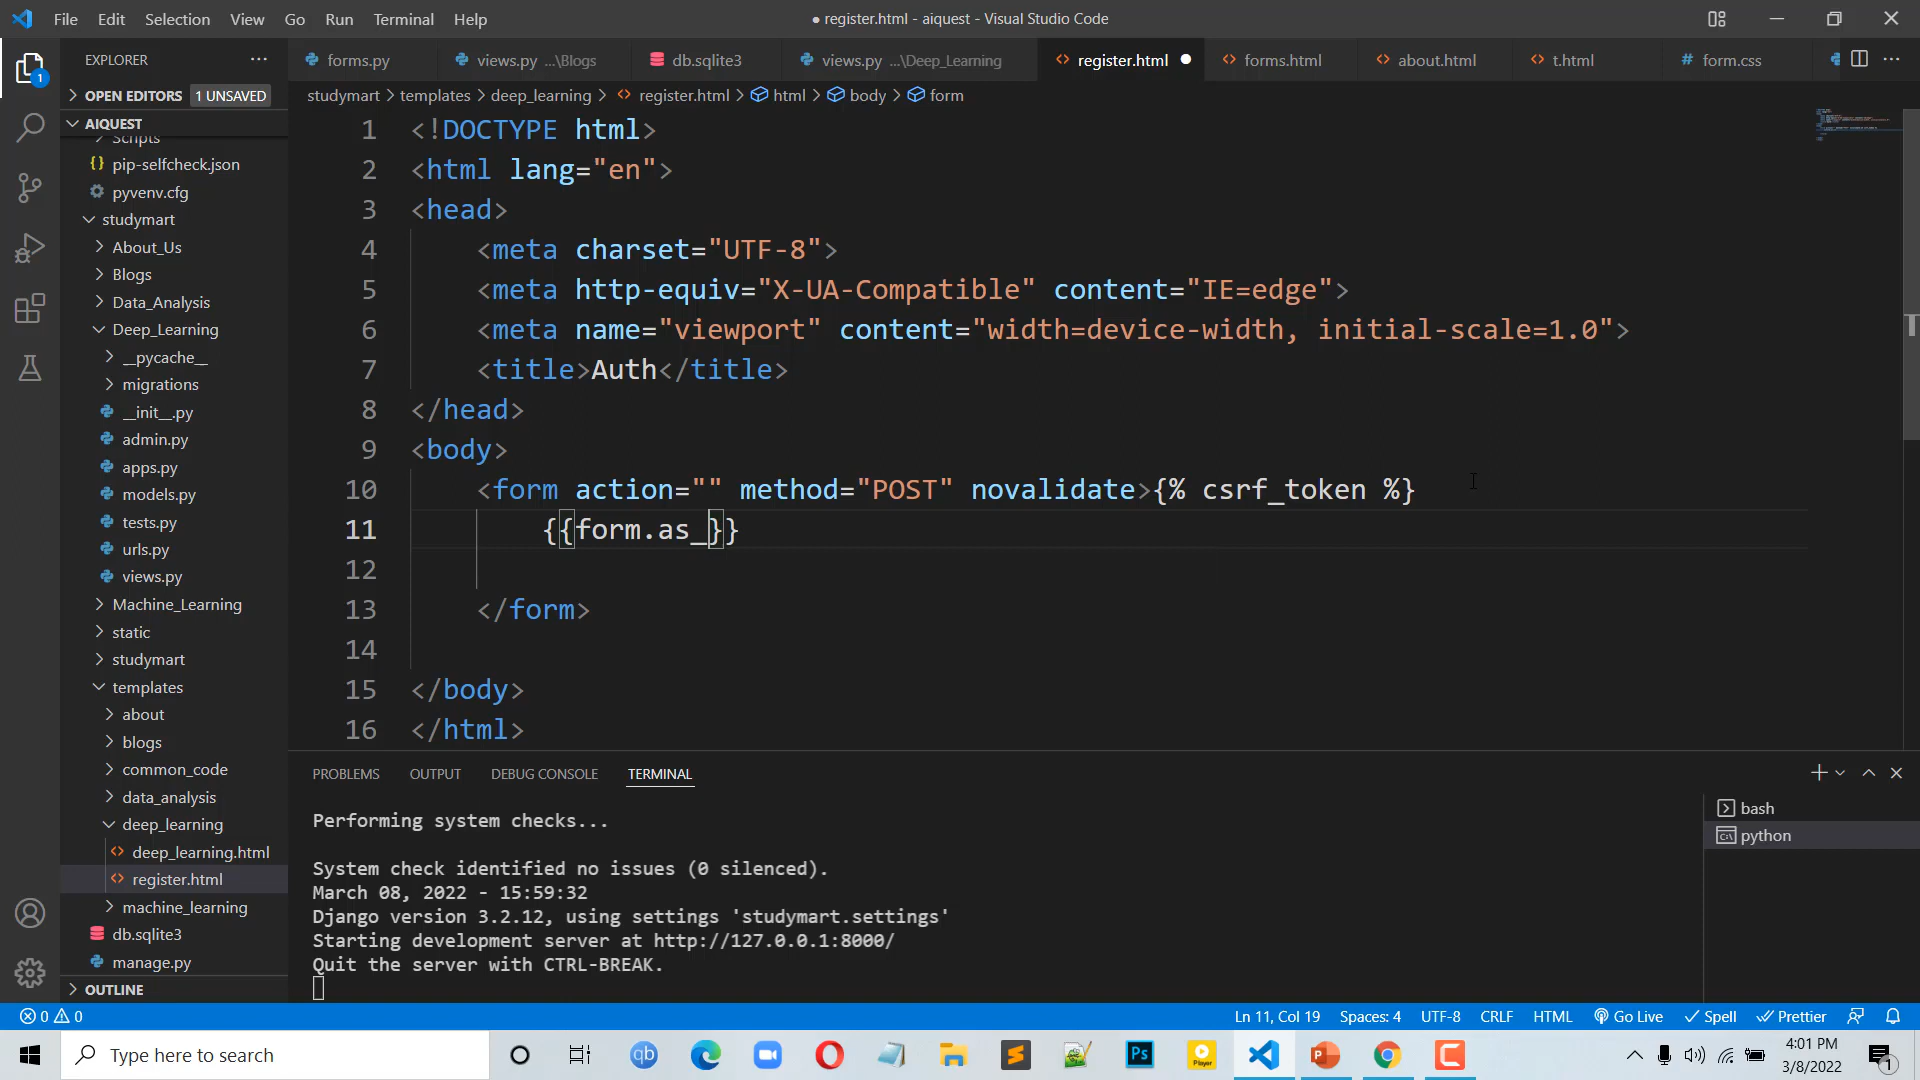 File Edit Selection View Go Run Terminal Help
● register.html - aiquest - Visual Studio Code
EXPLORER
forms.py views.py ...\Blogs db.sqlite3 views.py ...\Deep_Learning register.html forms.html about.html t.html form.css
OPEN EDITORS 1 UNSAVED
studymart > templates > deep_learning > register.html > html > body > form
AIQUEST
Scripts
pip-selfcheck.json
pyvenv.cfg
studymart
About_Us
Blogs
Data_Analysis
Deep_Learning
__pycache__
migrations
__init__.py
admin.py
apps.py
models.py
tests.py
urls.py
views.py
Machine_Learning
static
studymart
templates
about
blogs
common_code
data_analysis
deep_learning
deep_learning.html
register.html
machine_learning
db.sqlite3
manage.py
OUTLINE
1 <!DOCTYPE html>
2 <html lang="en">
3 <head>
4 <meta charset="UTF-8">
5 <meta http-equiv="X-UA-Compatible" content="IE=edge">
6 <meta name="viewport" content="width=device-width, initial-scale=1.0">
7 <title>Auth</title>
8 </head>
9 <body>
10 <form action="" method="POST" novalidate>{% csrf_token %}
11 {{form.as_}}
12
13 </form>
14
15 </body>
16 </html>
PROBLEMS OUTPUT DEBUG CONSOLE TERMINAL
Performing system checks...
System check identified no issues (0 silenced).
March 08, 2022 - 15:59:32
Django version 3.2.12, using settings 'studymart.settings'
Starting development server at http://127.0.0.1:8000/
Quit the server with CTRL-BREAK.
bash
python
0 0 Ln 11, Col 19 Spaces: 4 UTF-8 CRLF HTML Go Live Spell Prettier
Type here to search
qb
Ps
Player
4:01 PM
3/8/2022
1
1